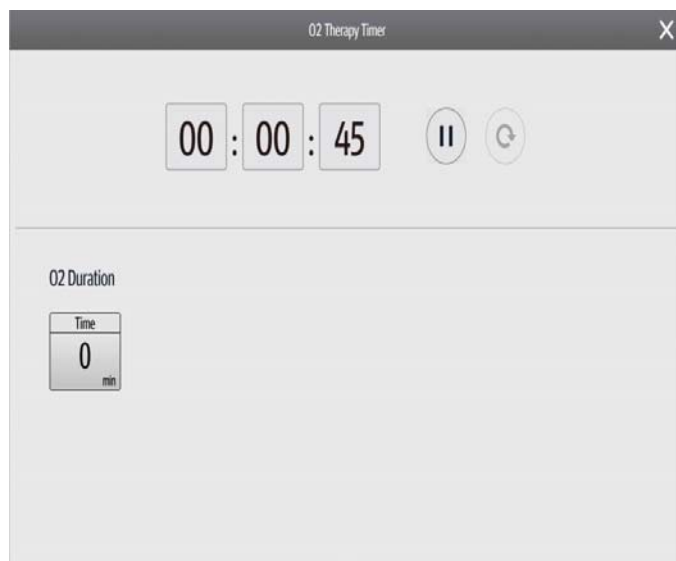 O2 Therapy Timer X
00 : 00 : 45
O2 Duration
Time
0
min